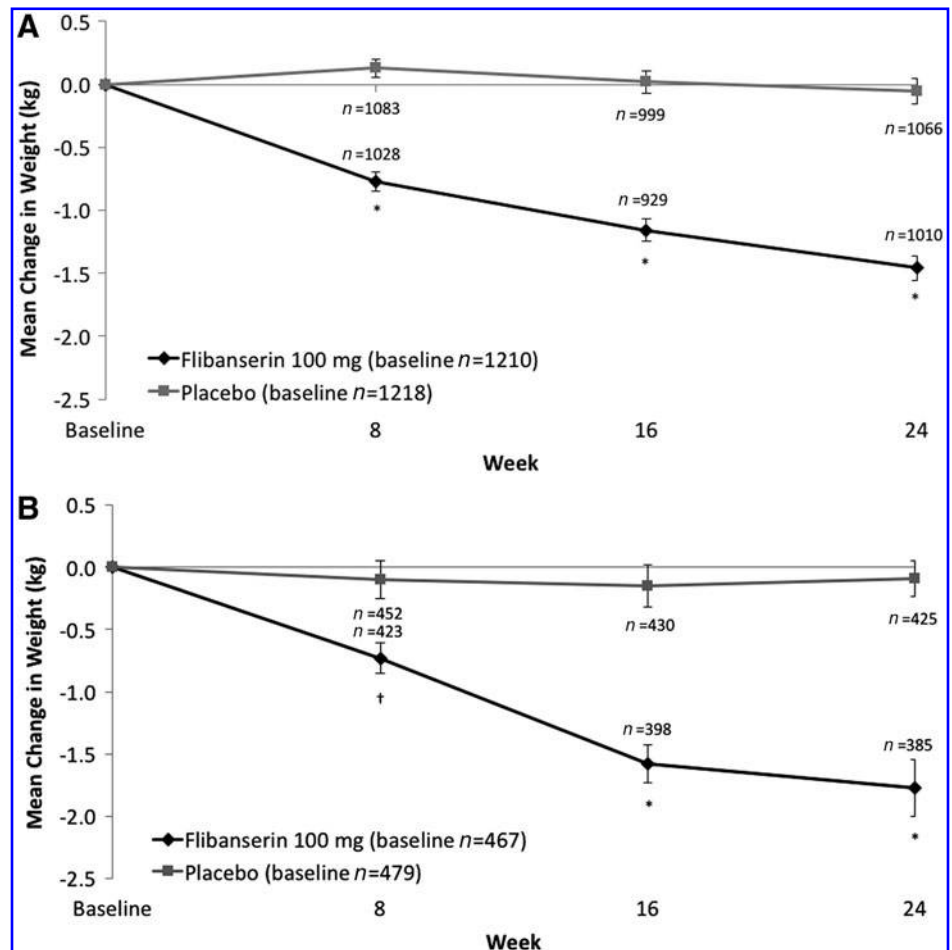 A
0.5
0.0
-0.5
-1.0
-1.5
-2.0
-2.5
Mean Change in Weight (kg)
n=1083
n=999
n=1066
n=1028
n=929
n=1010
*
*
*
Flibanserin 100 mg (baseline n=1210)
Placebo (baseline n=1218)
Baseline 8 16 24
Week
B
0.5
0.0
-0.5
-1.0
-1.5
-2.0
-2.5
Mean Change in Weight (kg)
n=452
n=430
n=425
n=423
n=398
n=385
†
*
*
Flibanserin 100 mg (baseline n=467)
Placebo (baseline n=479)
Baseline 8 16 24
Week